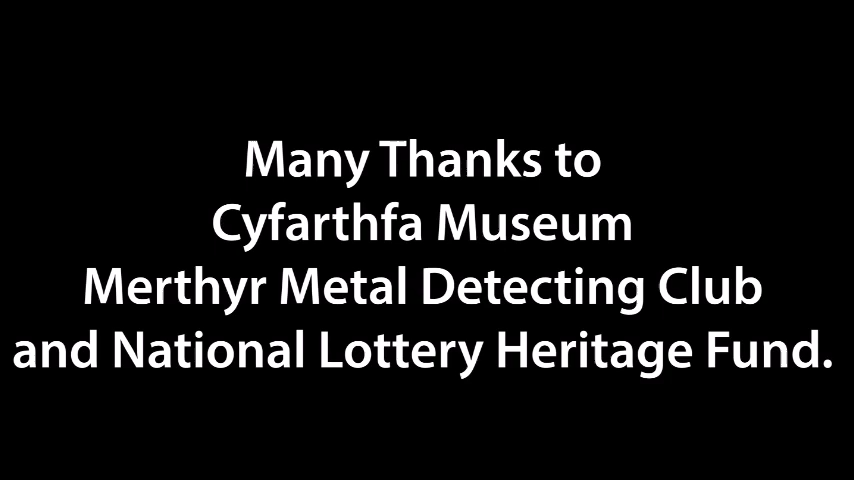 Many Thanks to
Cyfarthfa Museum
Merthyr Metal Detecting Club
and National Lottery Heritage Fund.